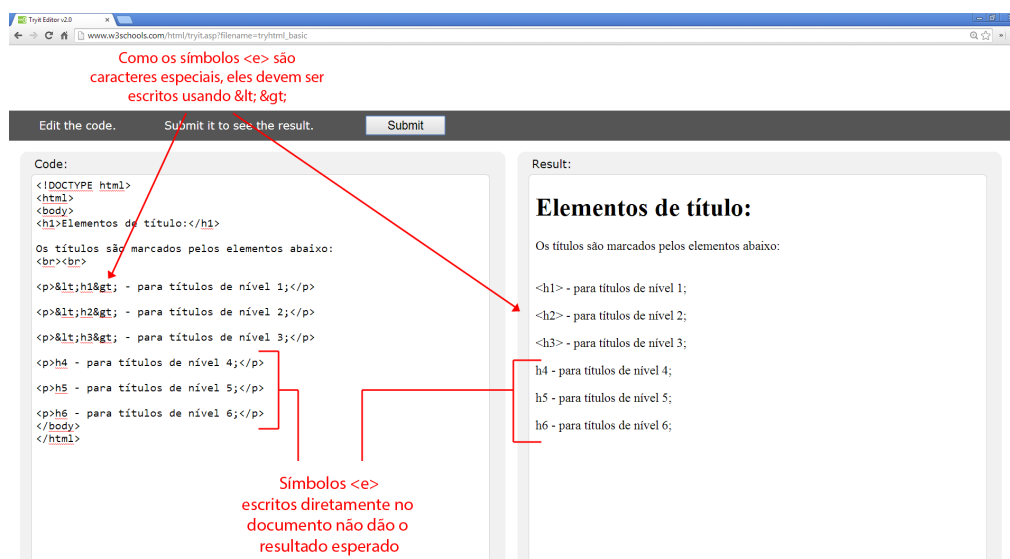 Tryit Editor v2.0
www.w3schools.com/html/tryit.asp?filename=tryhtml_basic
Como os símbolos <e> são
caracteres especiais, eles devem ser
escritos usando &lt; &gt;
Edit the code.
Submit it to see the result.
Submit
Code:
<!DOCTYPE html>
<html>
<body>
<h1>Elementos de título:</h1>
Os títulos são marcados pelos elementos abaixo:
<br><br>
<p>&lt;h1&gt; - para títulos de nível 1;</p>
<p>&lt;h2&gt; - para títulos de nível 2;</p>
<p>&lt;h3&gt; - para títulos de nível 3;</p>
<p>h4 - para títulos de nível 4;</p>
<p>h5 - para títulos de nível 5;</p>
<p>h6 - para títulos de nível 6;</p>
</body>
</html>
Result:
Elementos de título:
Os títulos são marcados pelos elementos abaixo:
<h1> - para títulos de nível 1;
<h2> - para títulos de nível 2;
<h3> - para títulos de nível 3;
h4 - para títulos de nível 4;
h5 - para títulos de nível 5;
h6 - para títulos de nível 6;
Símbolos <e>
escritos diretamente no
documento não dão o
resultado esperado